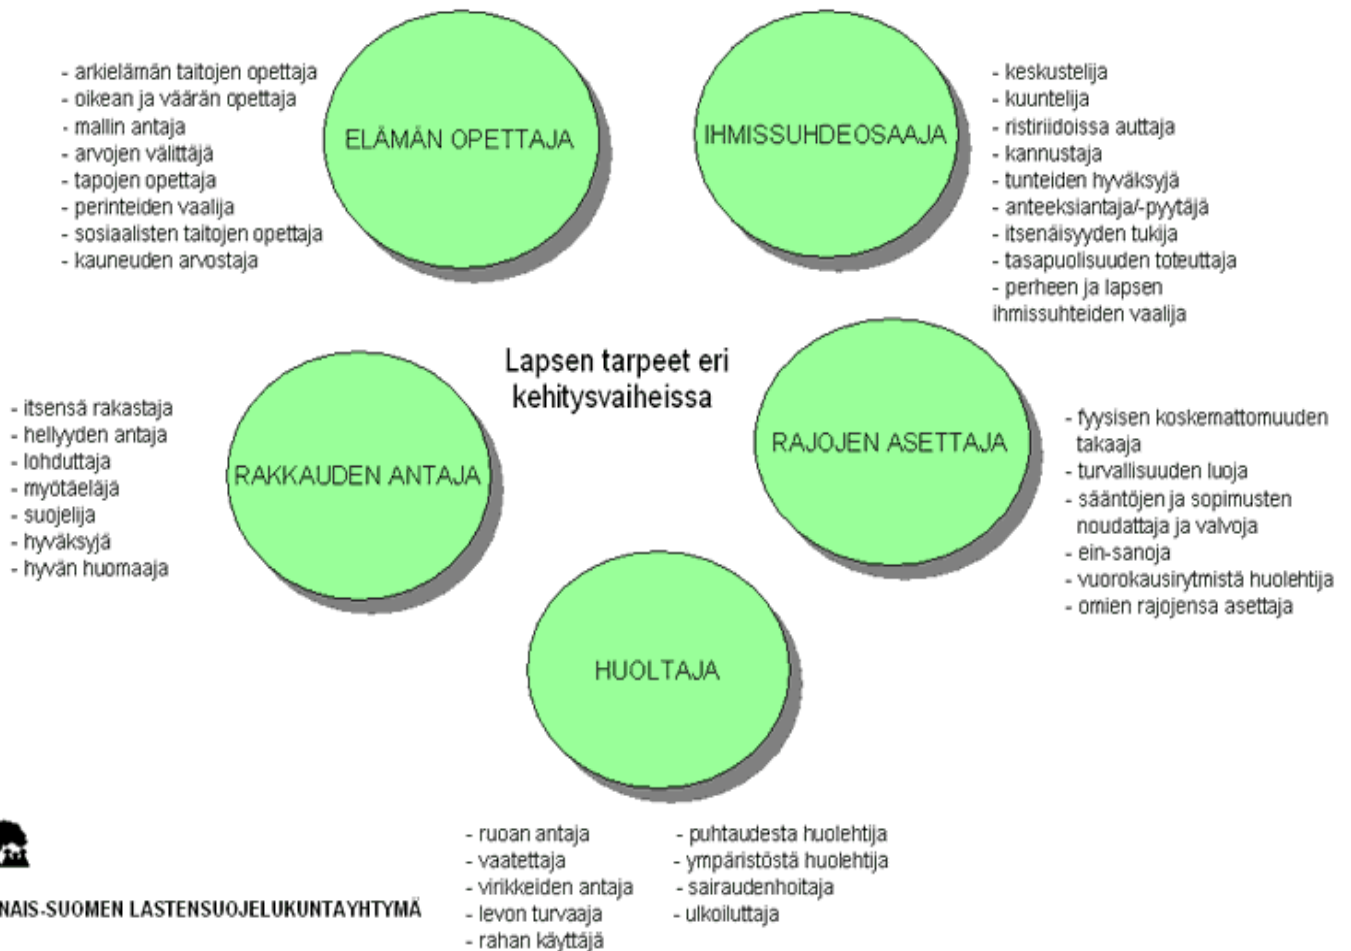 ELÄMÄN OPETTAJA
- arkielämän taitojen opettaja
- oikean ja väärän opettaja
- mallin antaja
- arvojen välittäjä
- tapojen opettaja
- perinteiden vaalija
- sosiaalisten taitojen opettaja
- kauneuden arvostaja
IHMISSUHDEOSAAJA
- keskustelija
- kuuntelija
- ristiriidoissa auttaja
- kannustaja
- tunteiden hyväksyjä
- anteeksiantaja/-pyytäjä
- itsenäisyyden tukija
- tasapuolisuuden toteuttaja
- perheen ja lapsen
ihmissuhteiden vaalija
Lapsen tarpeet eri
kehitysvaiheissa
RAKKAUDEN ANTAJA
- itsensä rakastaja
- hellyyden antaja
- lohduttaja
- myötäeläjä
- suojelija
- hyväksyjä
- hyvän huomaaja
RAJOJEN ASETTAJA
- fyysisen koskemattomuuden
takaaja
- turvallisuuden luoja
- sääntöjen ja sopimusten
noudattaja ja valvoja
- ein-sanoja
- vuorokausirytmistä huolehtija
- omien rajojensa asettaja
HUOLTAJA
- ruoan antaja
- vaatettaja
- virikkeiden antaja
- levon turvaaja
- rahan käyttäjä
- puhtaudesta huolehtija
- ympäristöstä huolehtija
- sairaudenhoitaja
- ulkoiluttaja
NAIS-SUOMEN LASTENSUOJELUKUNTAYHTYMÄ